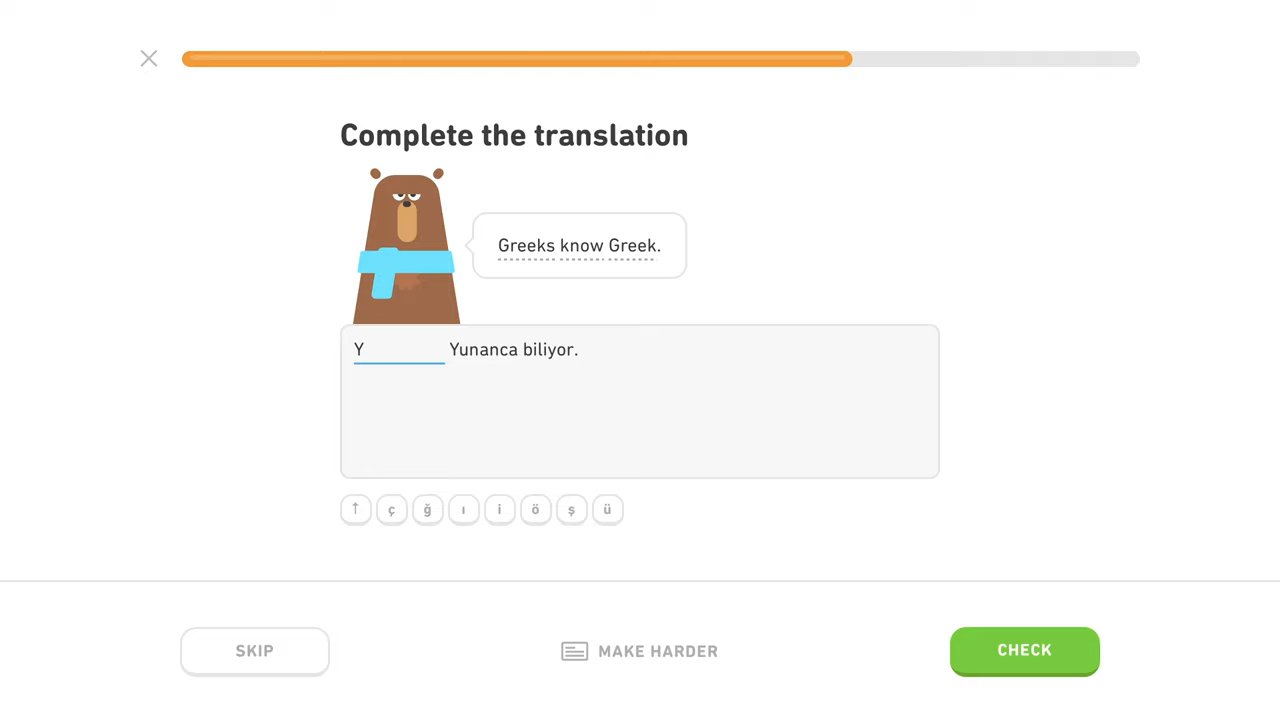 Complete the translation
Greeks know Greek.
Y Yunanca biliyor.
↑ ç ğ ı i ö ş ü
SKIP
MAKE HARDER
CHECK